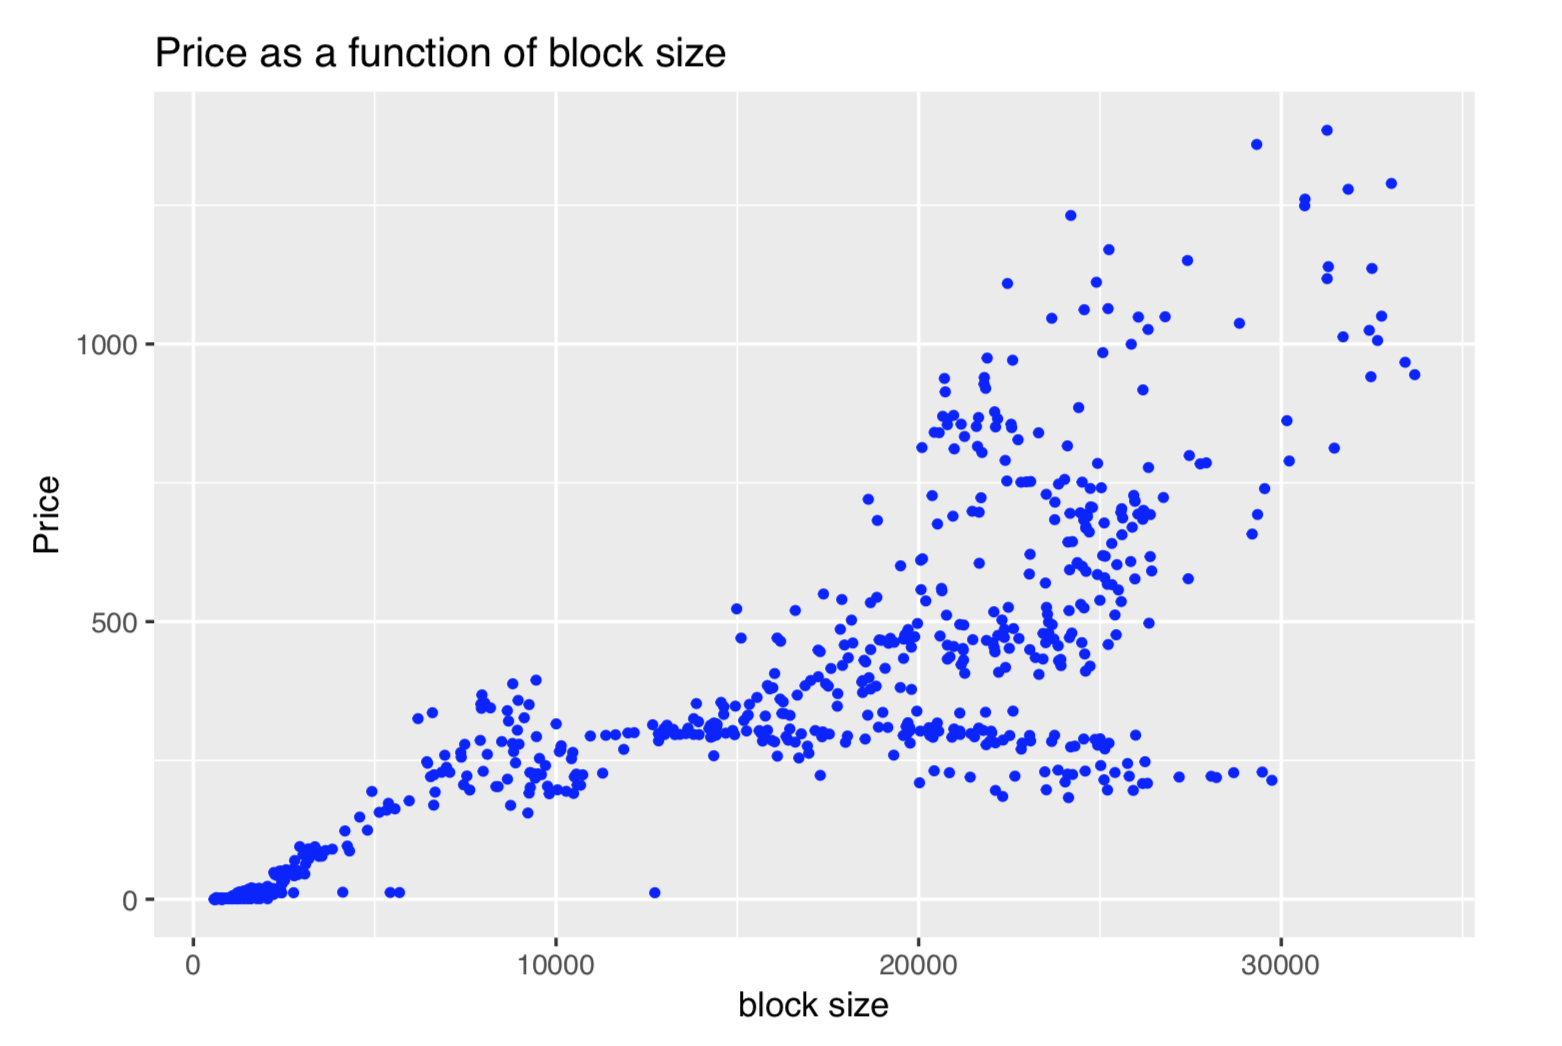 Price as a function of block size
Price
1000
500
0
0 10000 20000 30000
block size